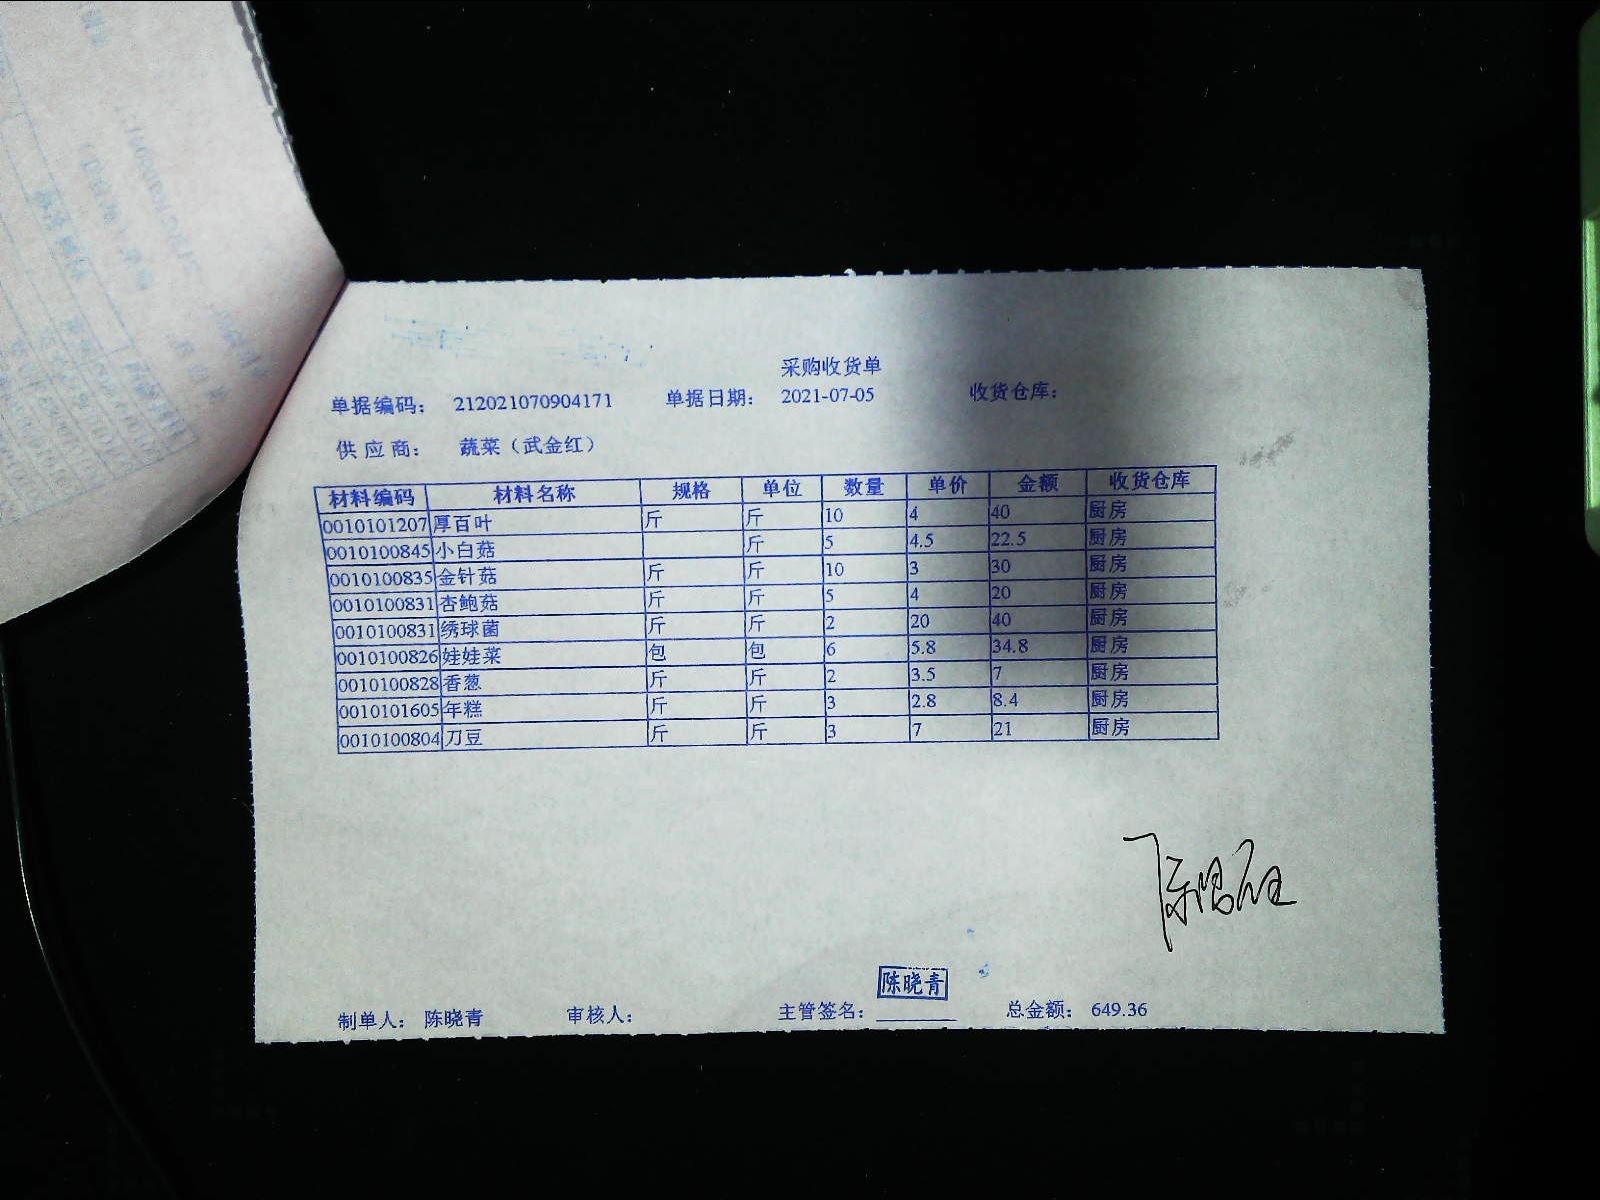 采购收货单
单据编码: 212021070904171 单据日期: 2021-07-05 收货仓库:
供应商: 蔬菜（武金红）
材料编码 材料名称 规格 单位 数量 单价 金额 收货仓库
0010101207 厚百叶 斤 斤 10 4 40 厨房
0010100845 小白菇 斤 5 4.5 22.5 厨房
0010100835 金针菇 斤 斤 10 3 30 厨房
0010100831 杏鲍菇 斤 斤 5 4 20 厨房
0010100831 绣球菌 斤 斤 2 20 40 厨房
0010100826 娃娃菜 包 包 6 5.8 34.8 厨房
0010100828 香葱 斤 斤 2 3.5 7 厨房
0010101605 年糕 斤 斤 3 2.8 8.4 厨房
0010100804 刀豆 斤 斤 3 7 21 厨房
陈晓青
制单人: 陈晓青 审核人: 主管签名: 总金额: 649.36